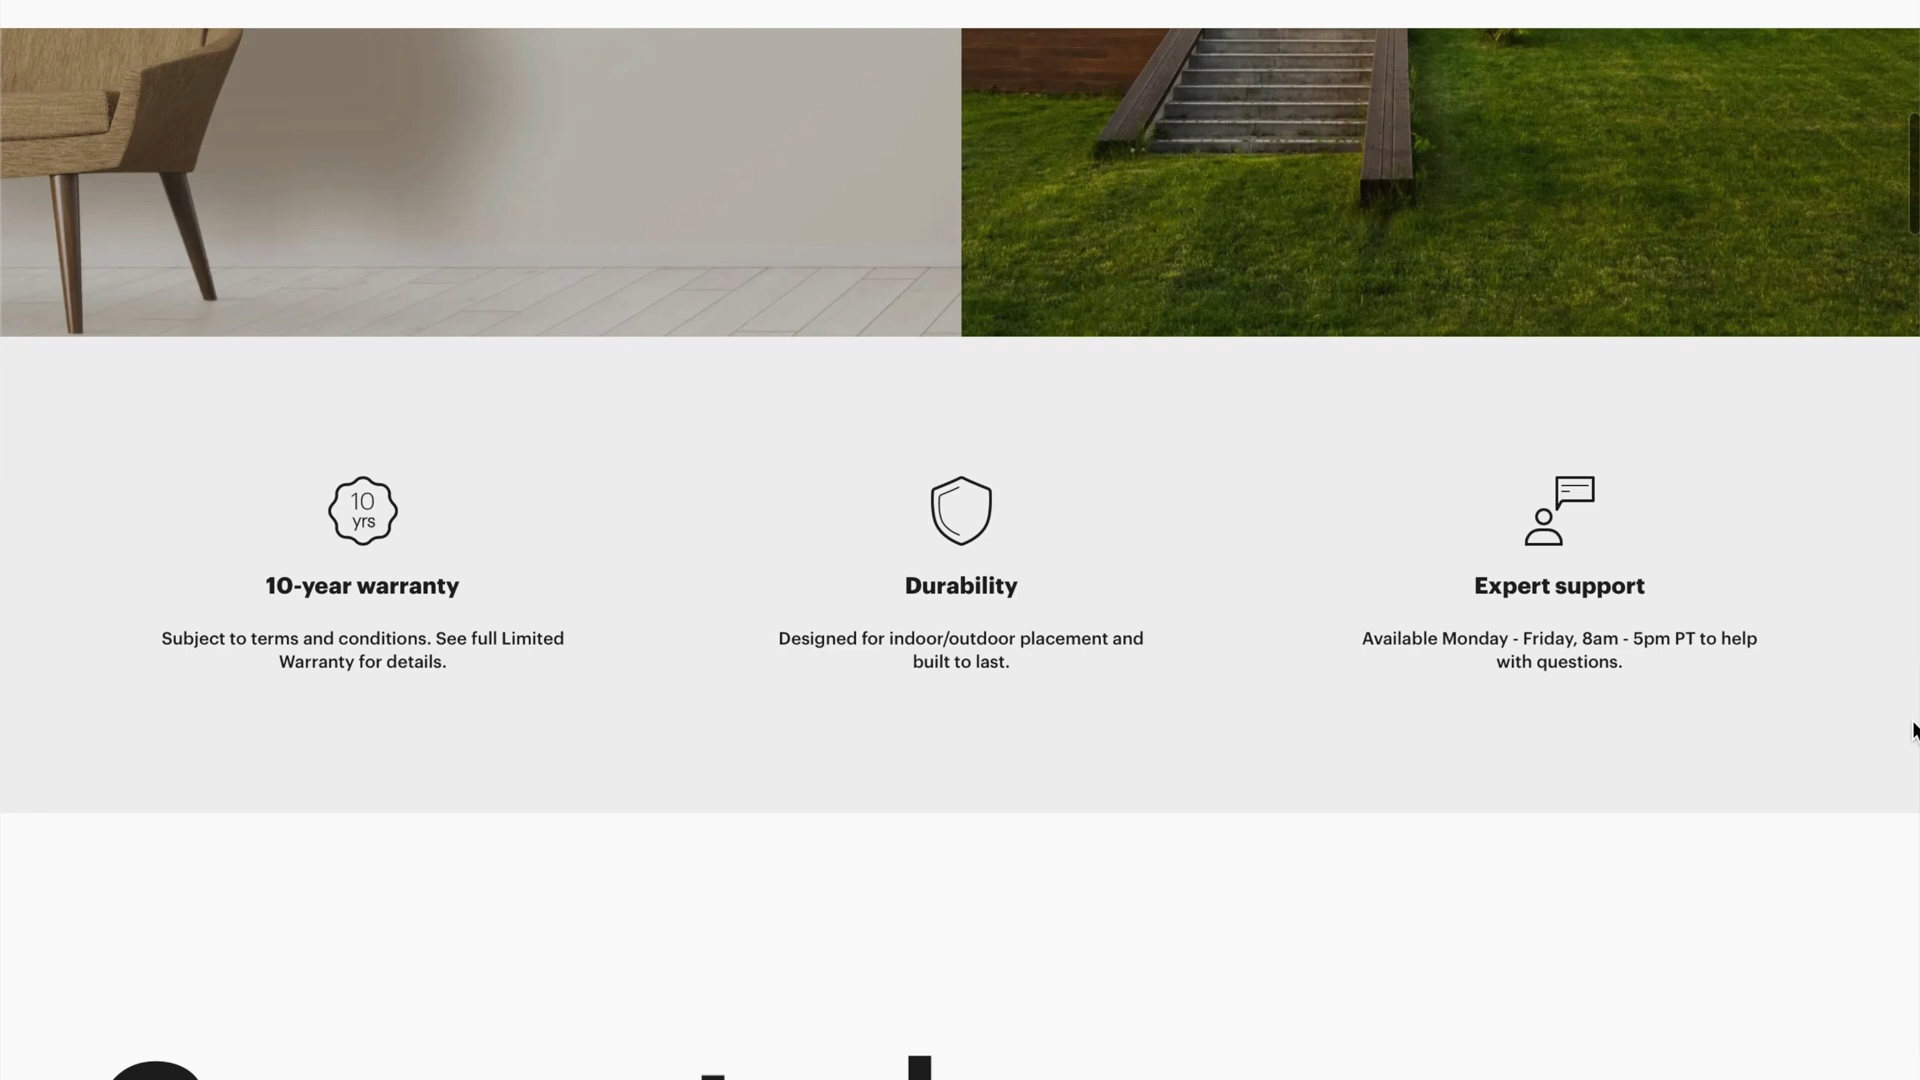 10
yrs
10-year warranty
Subject to terms and conditions. See full Limited
Warranty for details.
Durability
Designed for indoor/outdoor placement and
built to last.
Expert support
Available Monday - Friday, 8am - 5pm PT to help
with questions.